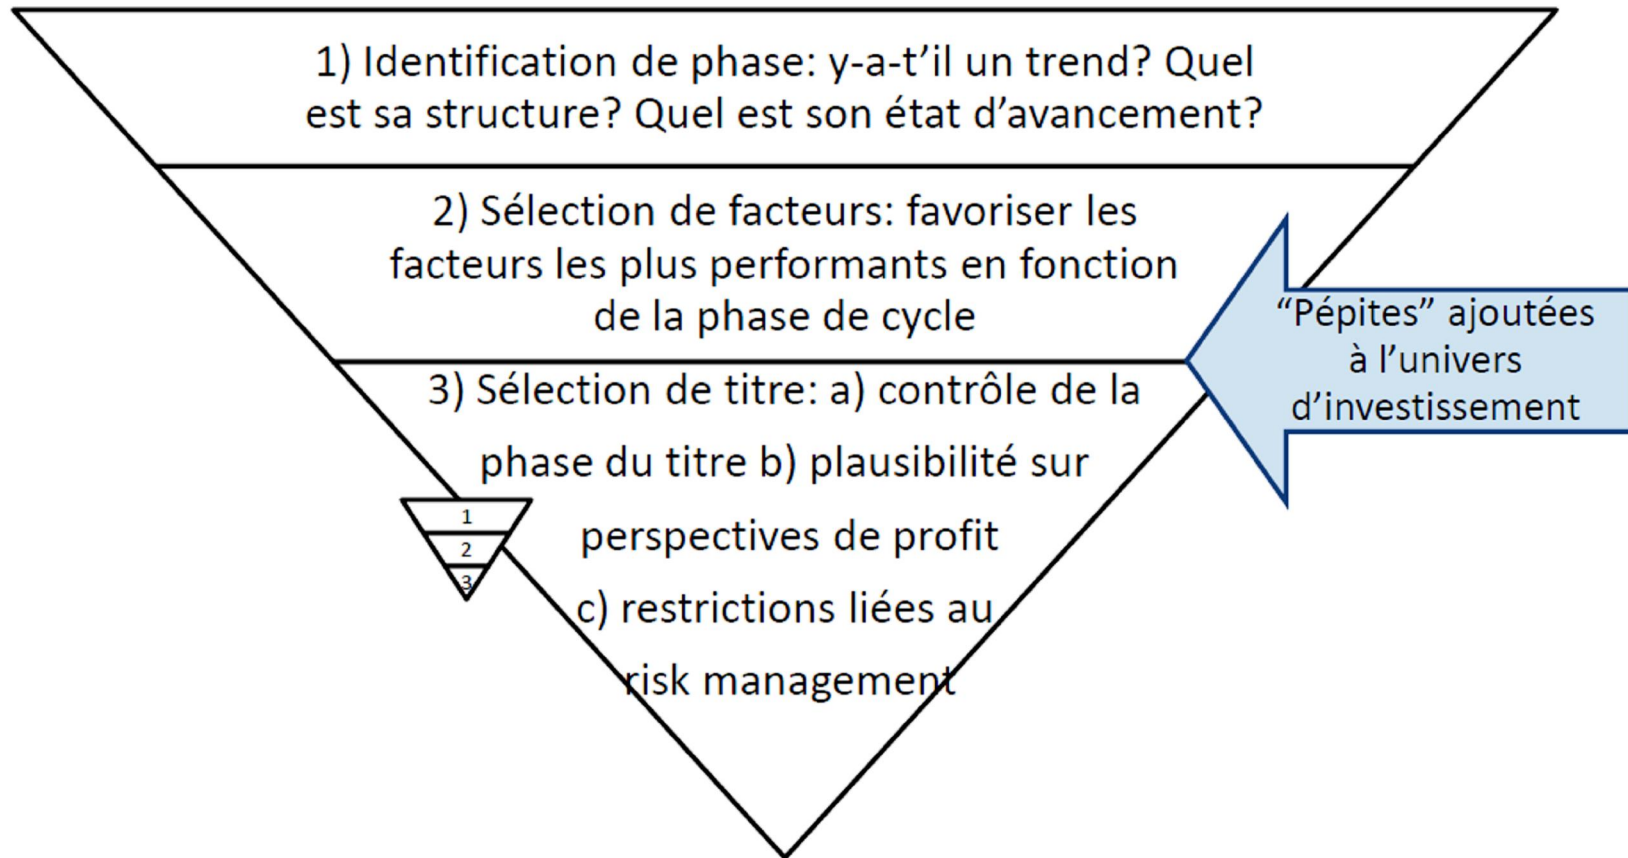 1) Identification de phase: y-a-t’il un trend? Quel
est sa structure? Quel est son état d’avancement?
2) Sélection de facteurs: favoriser les
facteurs les plus performants en fonction
de la phase de cycle
“Pépites” ajoutées
à l’univers
d’investissement
3) Sélection de titre: a) contrôle de la
phase du titre b) plausibilité sur
perspectives de profit
c) restrictions liées au
risk management
1
2
3